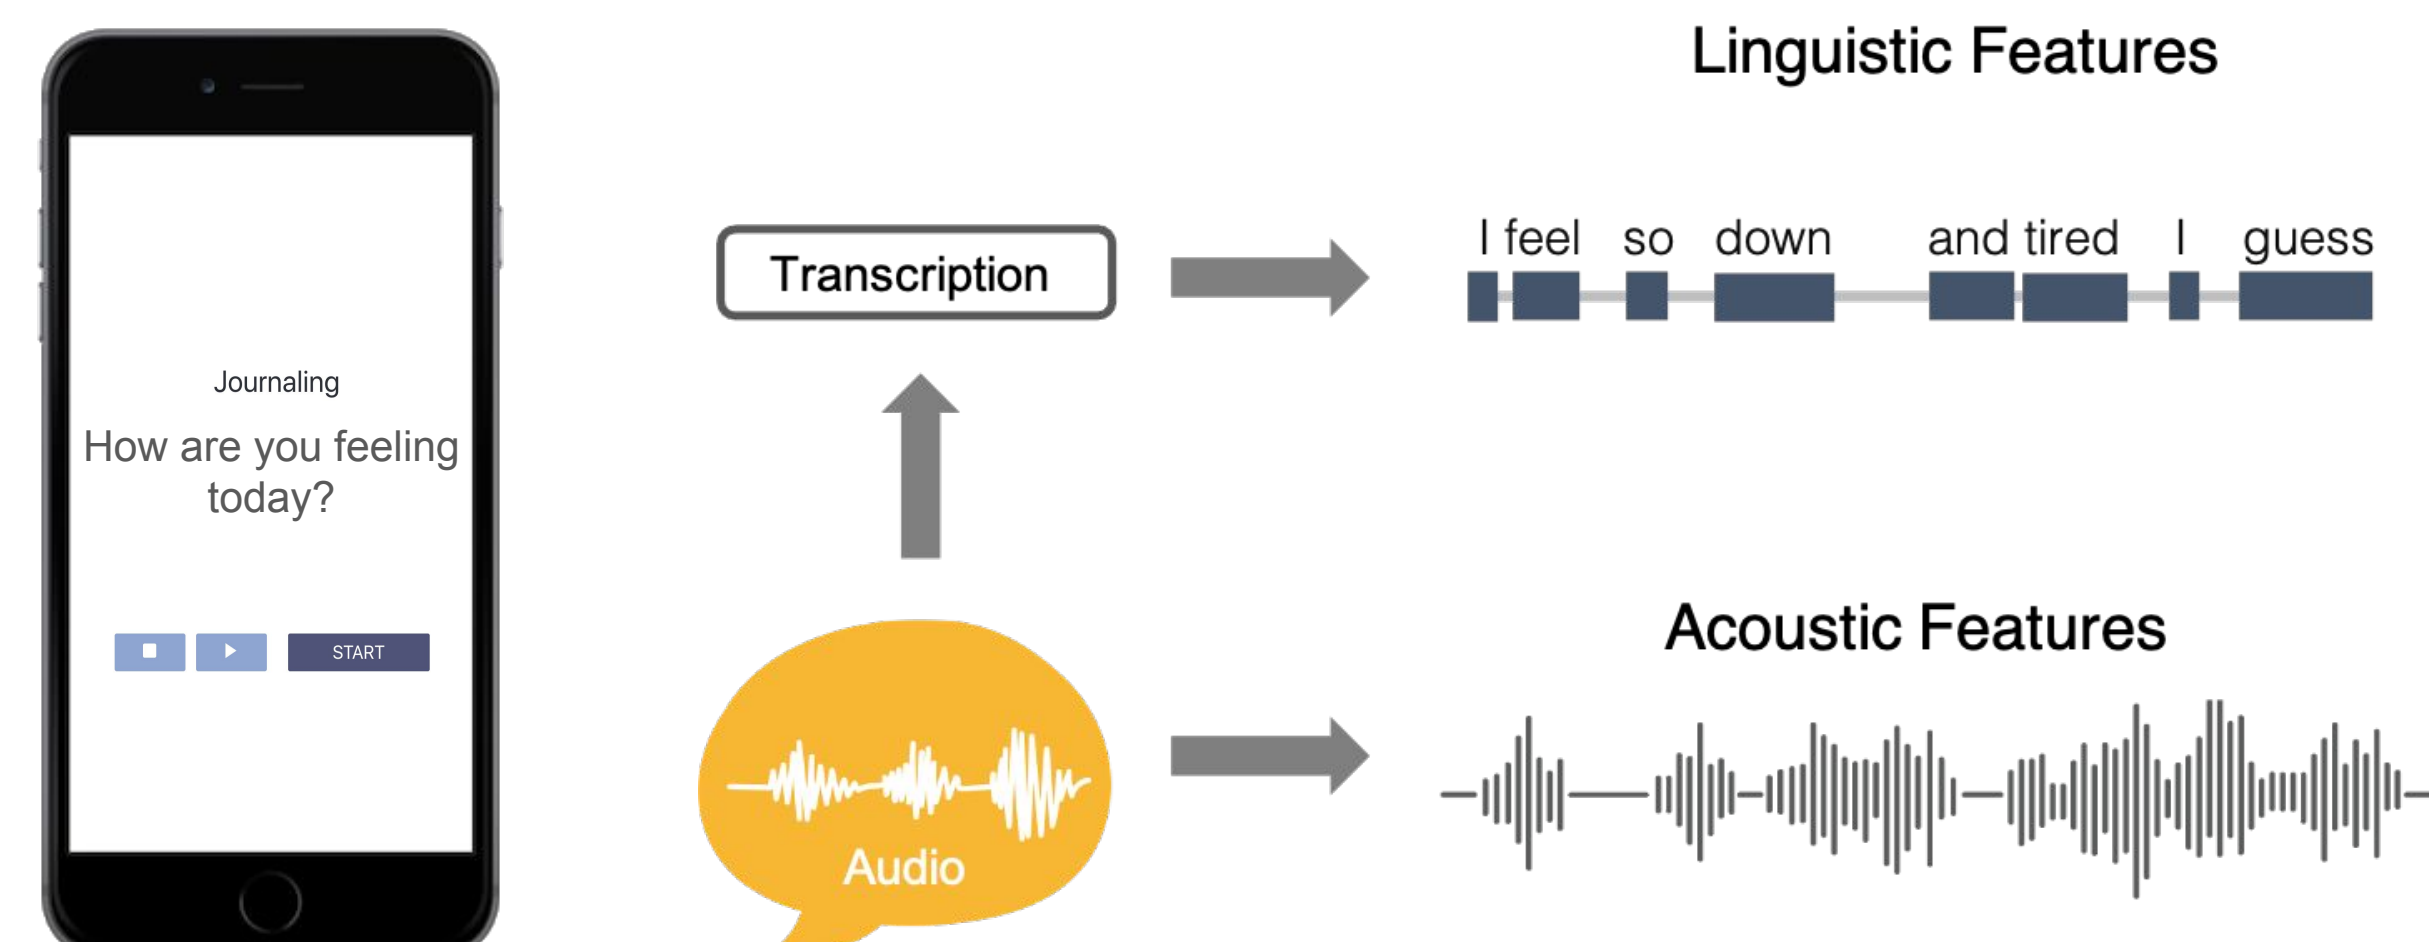 Journaling
How are you feeling
today?
START
Transcription
Audio
Linguistic Features
I feel so down and tired I guess
Acoustic Features